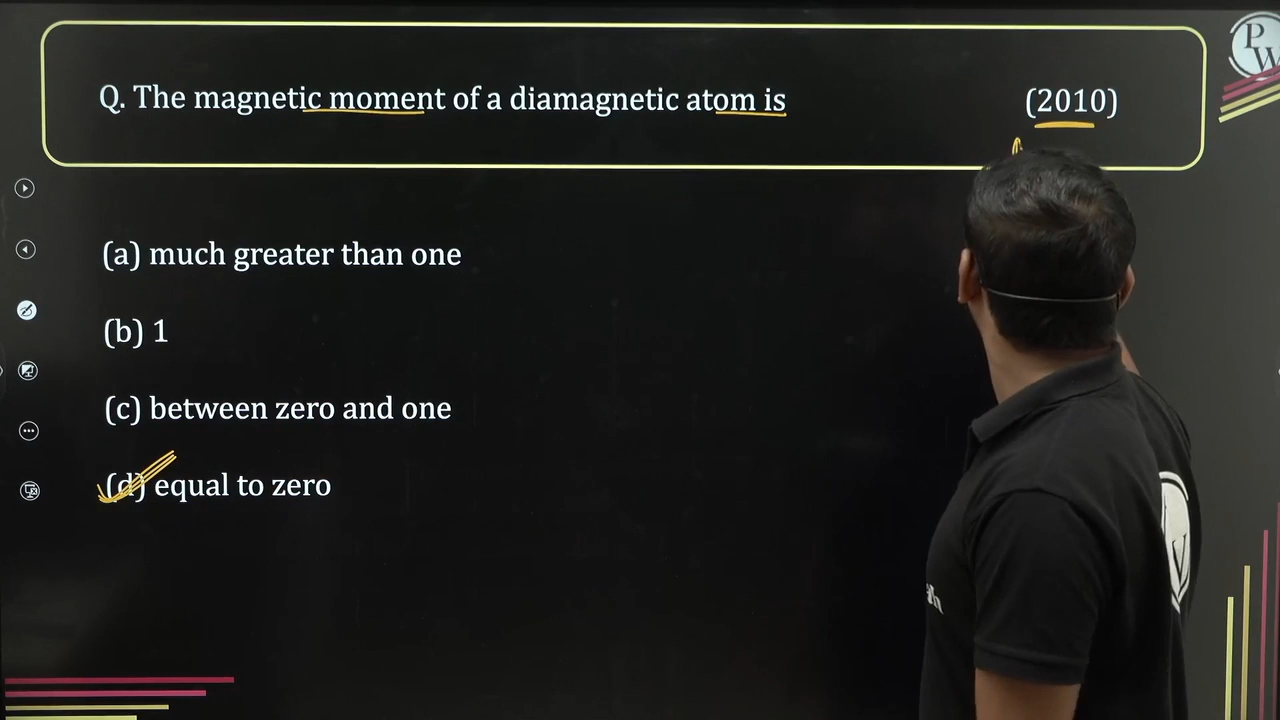 Q. The magnetic moment of a diamagnetic atom is (2010)
(a) much greater than one
(b) 1
(c) between zero and one
(d) equal to zero
PW